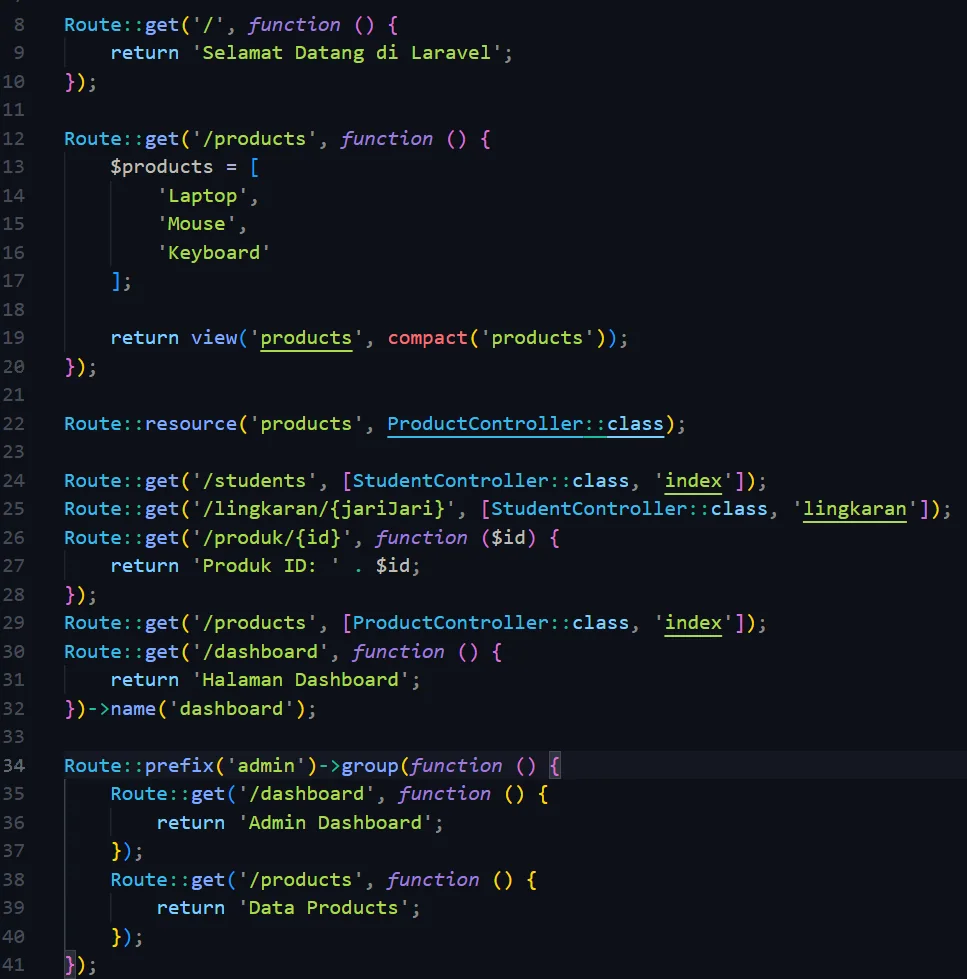 8 Route::get('/', function () {
9     return 'Selamat Datang di Laravel';
10 });
11
12 Route::get('/products', function () {
13     $products = [
14         'Laptop',
15         'Mouse',
16         'Keyboard'
17     ];
18
19     return view('products', compact('products'));
20 });
21
22 Route::resource('products', ProductController::class);
23
24 Route::get('/students', [StudentController::class, 'index']);
25 Route::get('/lingkaran/{jariJari}', [StudentController::class, 'lingkaran']);
26 Route::get('/produk/{id}', function ($id) {
27     return 'Produk ID: ' . $id;
28 });
29 Route::get('/products', [ProductController::class, 'index']);
30 Route::get('/dashboard', function () {
31     return 'Halaman Dashboard';
32 })->name('dashboard');
33
34 Route::prefix('admin')->group(function () {
35     Route::get('/dashboard', function () {
36         return 'Admin Dashboard';
37     });
38     Route::get('/products', function () {
39         return 'Data Products';
40     });
41 });